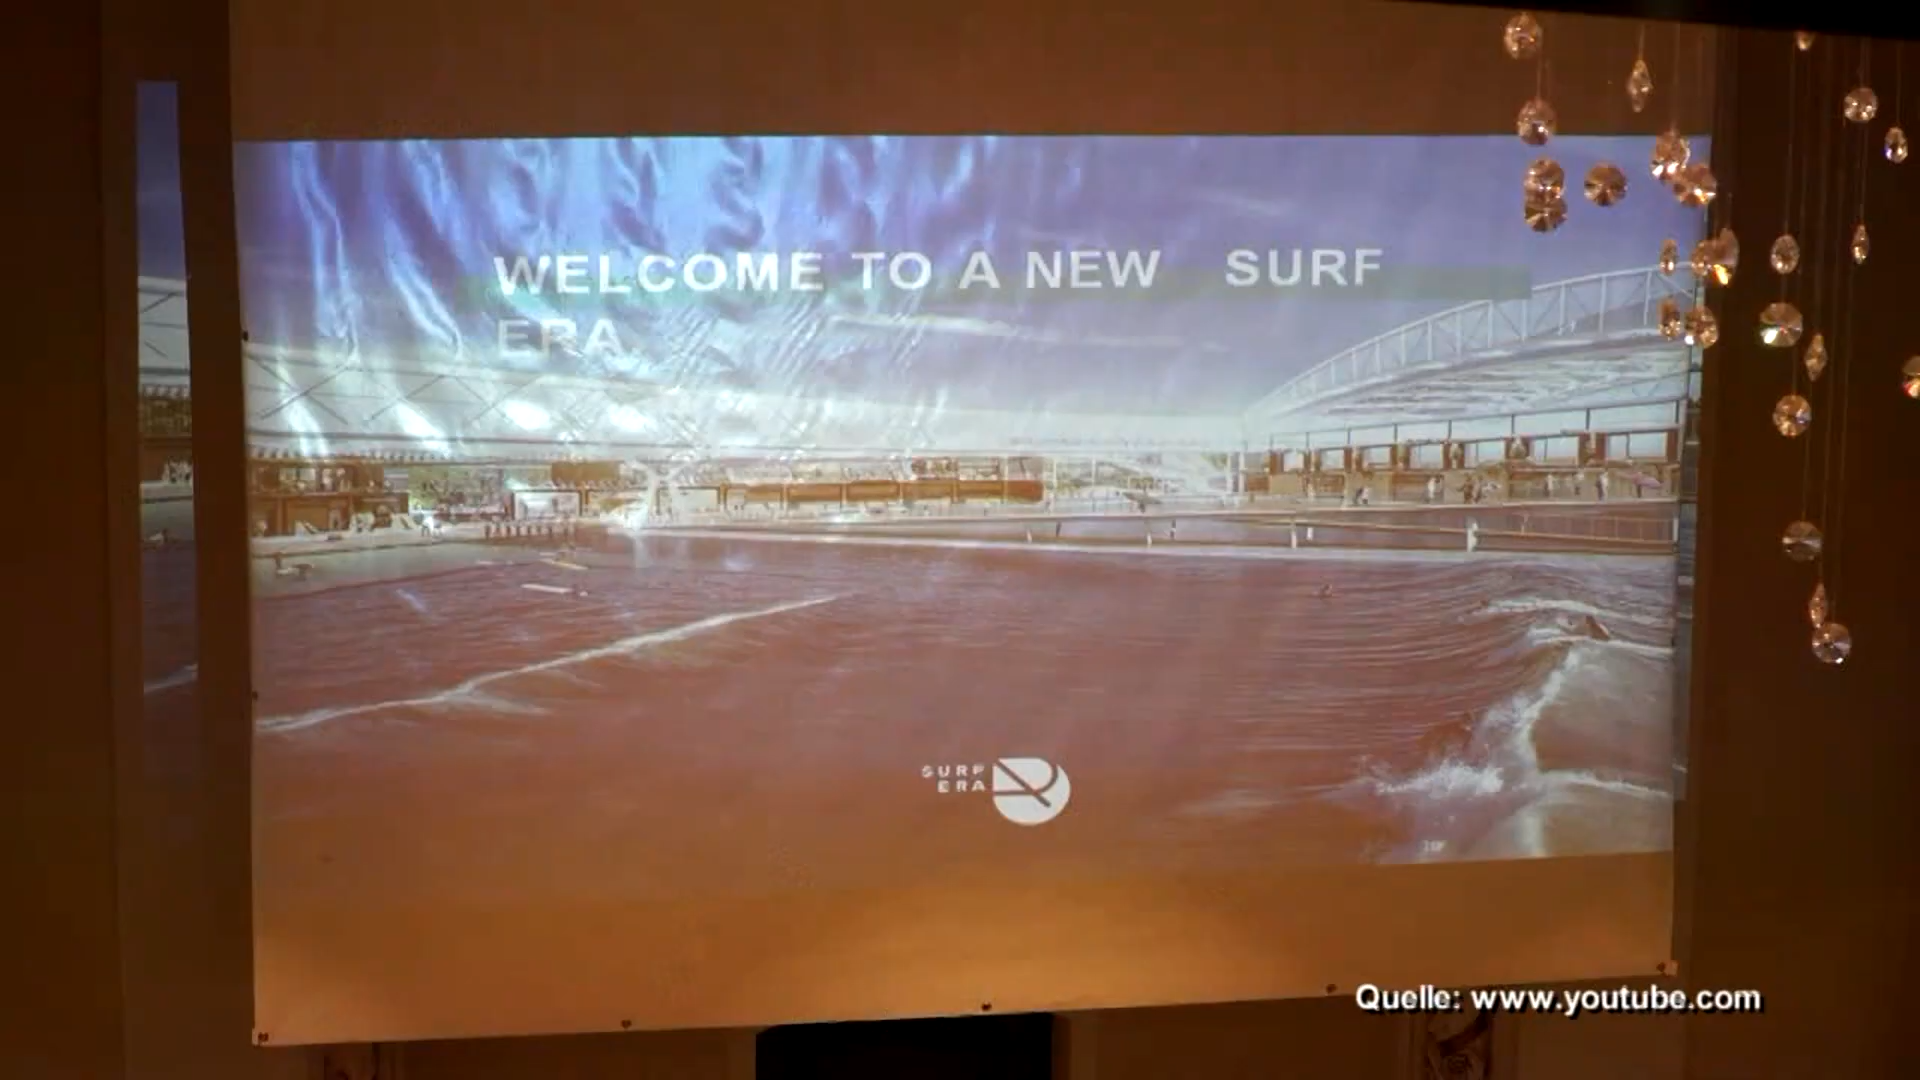 WELCOME TO A NEW SURF
ERA
SURF
ERA
Quelle: www.youtube.com